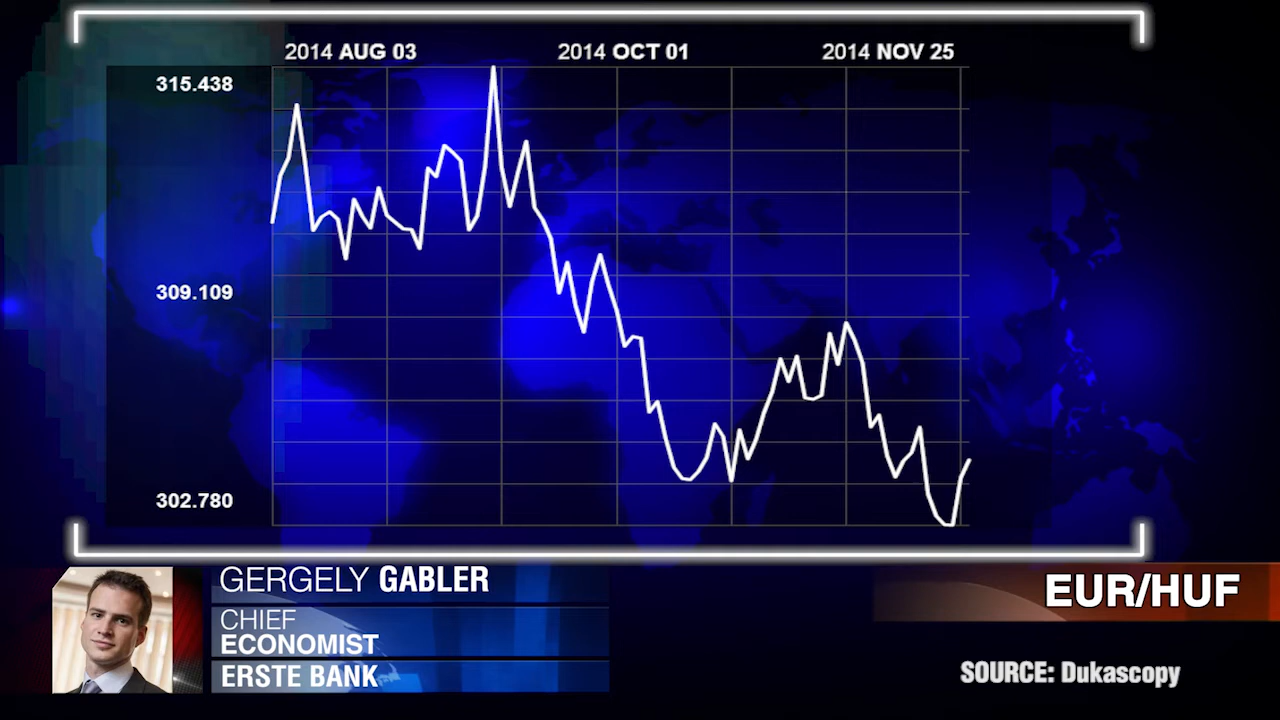 2014 AUG 03 2014 OCT 01 2014 NOV 25
315.438
309.109
302.780
GERGELY GABLER
CHIEF
ECONOMIST
ERSTE BANK
EUR/HUF
SOURCE: Dukascopy